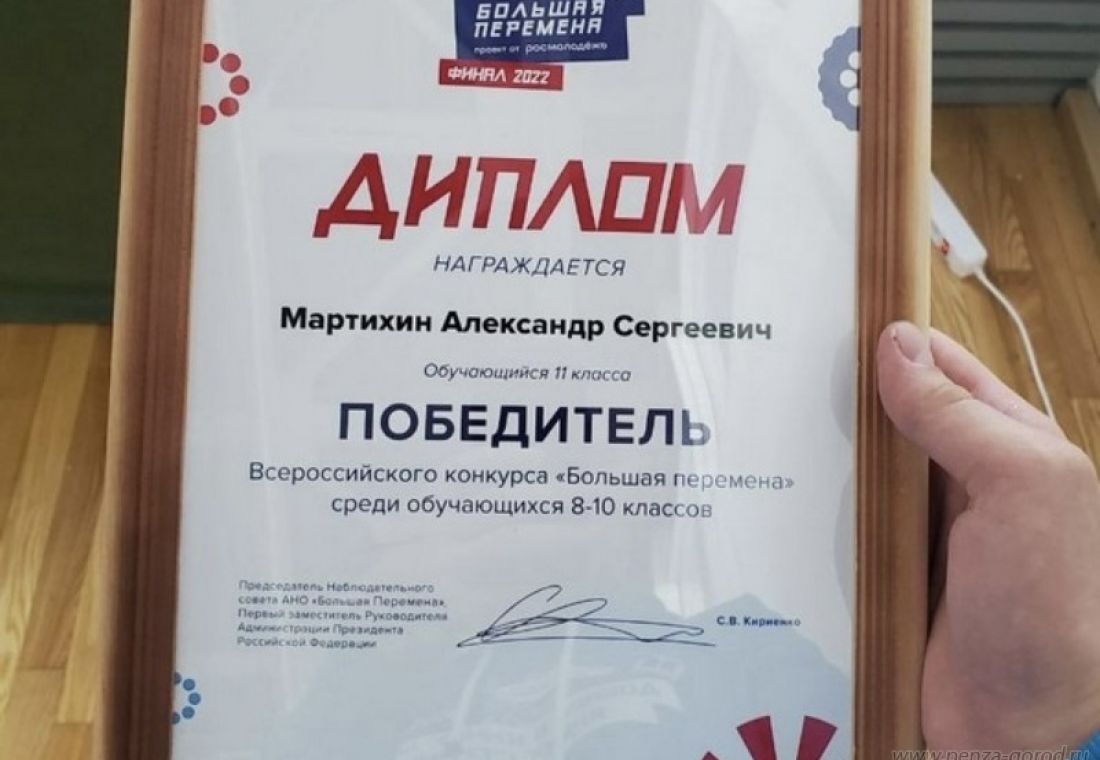 БОЛЬШАЯ
ПЕРЕМЕНА
проект от росмолодёжь
ФИНАЛ 2022
ДИПЛОМ
НАГРАЖДАЕТСЯ
Мартихин Александр Сергеевич
Обучающийся 11 класса
ПОБЕДИТЕЛЬ
Всероссийского конкурса «Большая перемена»
среди обучающихся 8-10 классов
Председатель Наблюдательного
совета АНО «Большая Перемена»,
Первый заместитель Руководителя
Администрации Президента
Российской Федерации
С.В. Кириенко
www.penza-gorod.ru